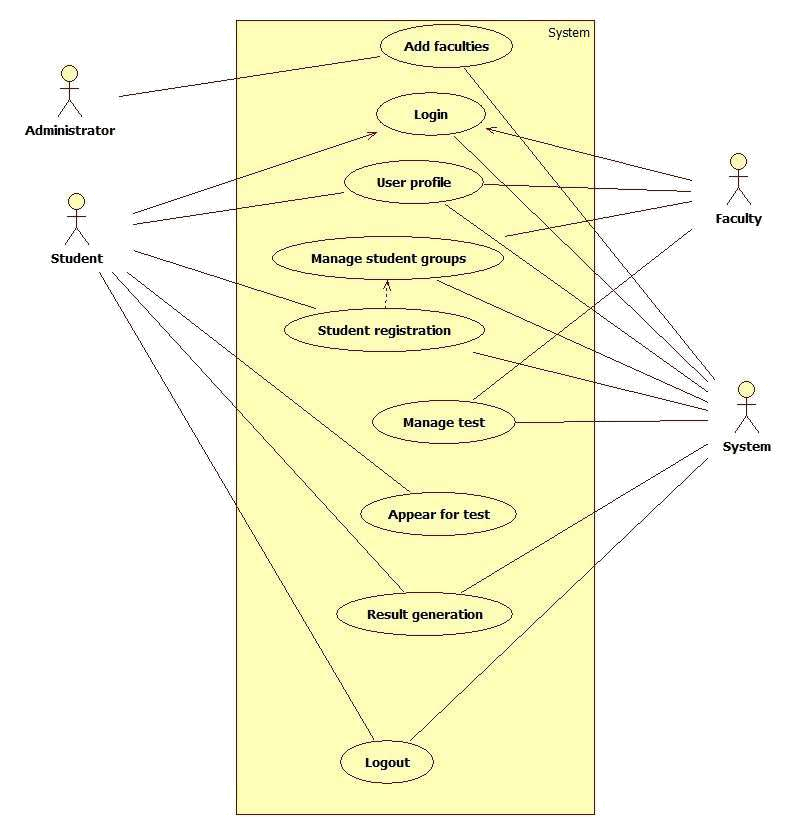 System
Add faculties
Administrator
Login
User profile
Faculty
Student
Manage student groups
Student registration
Manage test
System
Appear for test
Result generation
Logout